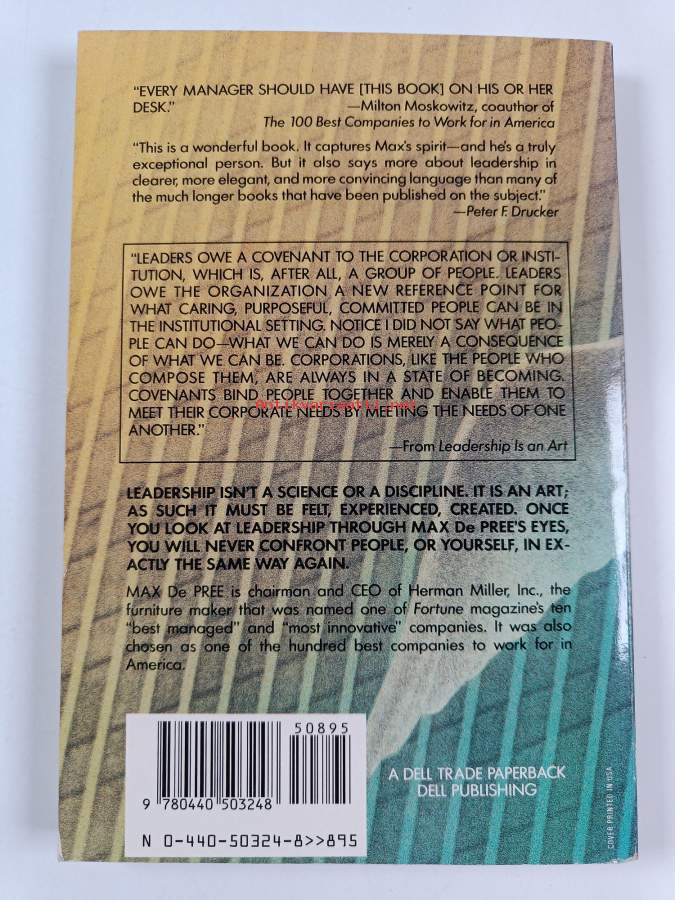 “EVERY MANAGER SHOULD HAVE [THIS BOOK] ON HIS OR HER
DESK.” —Milton Moskowitz, coauthor of
The 100 Best Companies to Work for in America
“This is a wonderful book. It captures Max's spirit—and he's a truly
exceptional person. But it also says more about leadership in
clearer, more elegant, and more convincing language than many of
the much longer books that have been published on the subject.”
—Peter F. Drucker
“LEADERS OWE A COVENANT TO THE CORPORATION OR INSTI-
TUTION, WHICH IS, AFTER ALL, A GROUP OF PEOPLE. LEADERS
OWE THE ORGANIZATION A NEW REFERENCE POINT FOR
WHAT CARING, PURPOSEFUL, COMMITTED PEOPLE CAN BE IN
THE INSTITUTIONAL SETTING. NOTICE I DID NOT SAY WHAT PEO-
PLE CAN DO—WHAT WE CAN DO IS MERELY A CONSEQUENCE
OF WHAT WE CAN BE. CORPORATIONS, LIKE THE PEOPLE WHO
COMPOSE THEM, ARE ALWAYS IN A STATE OF BECOMING.
COVENANTS BIND PEOPLE TOGETHER AND ENABLE THEM TO
MEET THEIR CORPORATE NEEDS BY MEETING THE NEEDS OF ONE
ANOTHER.”
—From Leadership Is an Art
LEADERSHIP ISN'T A SCIENCE OR A DISCIPLINE. IT IS AN ART;
AS SUCH IT MUST BE FELT, EXPERIENCED, CREATED. ONCE
YOU LOOK AT LEADERSHIP THROUGH MAX De PREE'S EYES,
YOU WILL NEVER CONFRONT PEOPLE, OR YOURSELF, IN EX-
ACTLY THE SAME WAY AGAIN.
MAX De PREE is chairman and CEO of Herman Miller, Inc., the
furniture maker that was named one of Fortune magazine's ten
“best managed” and “most innovative” companies. It was also
chosen as one of the hundred best companies to work for in
America.
50895
9 780440 503248
N 0-440-50324-8>>895
A DELL TRADE PAPERBACK
DELL PUBLISHING
COVER PRINTED IN USA